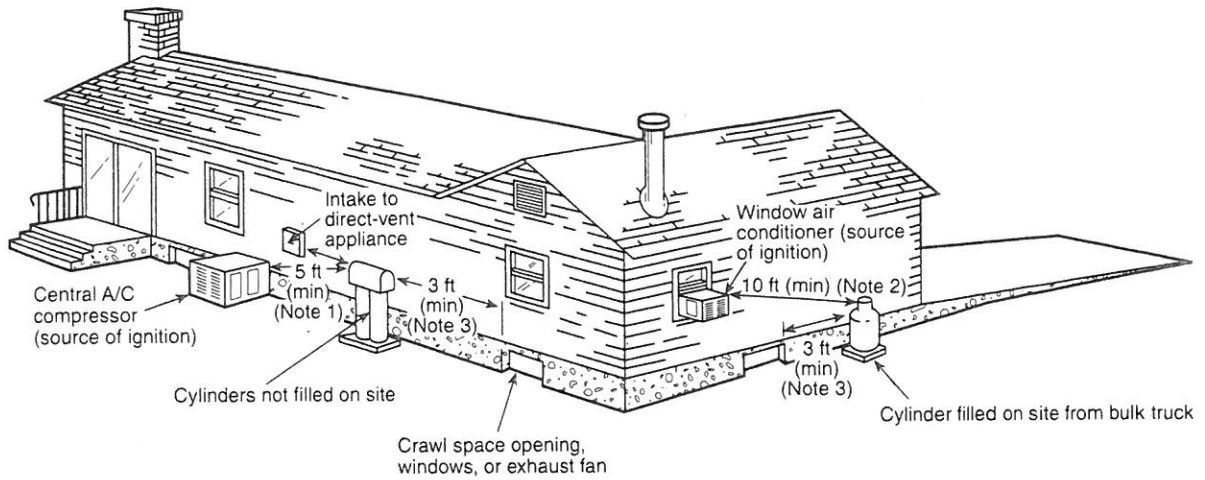 Intake to
direct-vent
appliance
Window air
conditioner (source
of ignition)
5 ft
(min)
(Note 1)
3 ft
(min)
(Note 3)
10 ft (min) (Note 2)
Central A/C
compressor
(source of ignition)
3 ft
(min)
(Note 3)
Cylinders not filled on site
Cylinder filled on site from bulk truck
Crawl space opening,
windows, or exhaust fan